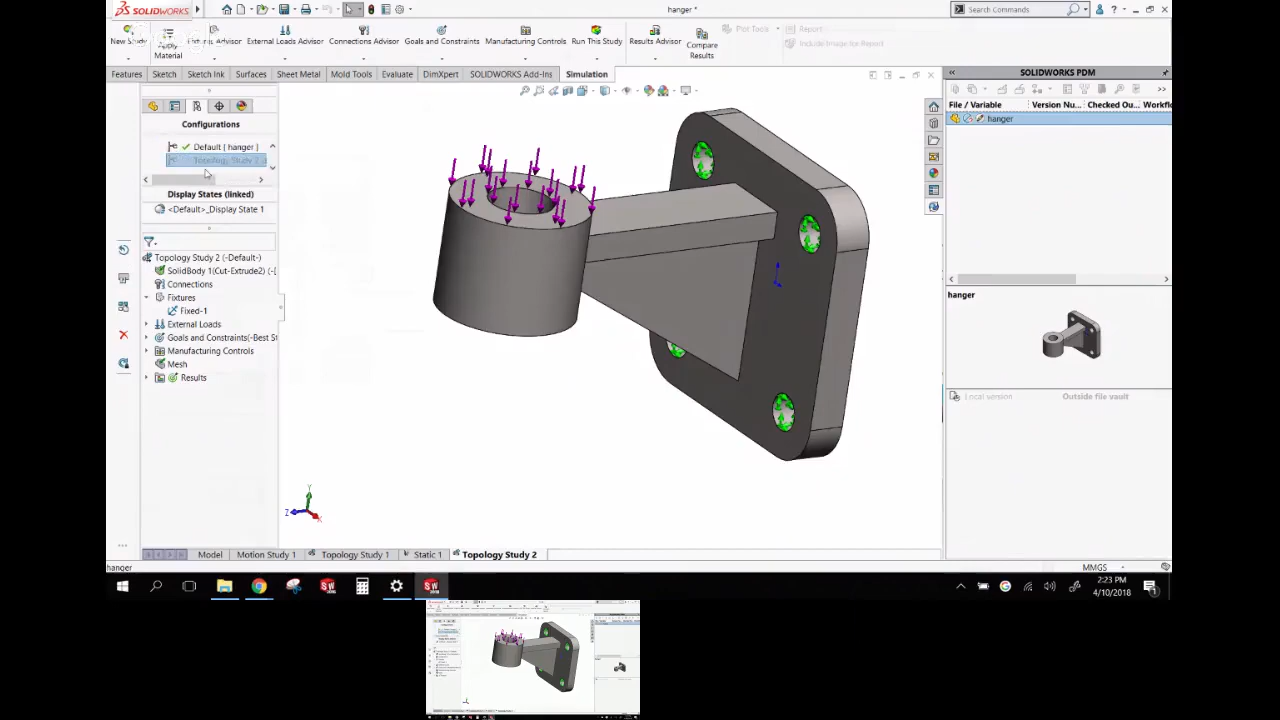 SOLIDWORKS
hanger *
Search Commands
New Study
Apply Material
Fixtures Advisor
External Loads Advisor
Connections Advisor
Goals and Constraints
Manufacturing Controls
Run This Study
Results Advisor
Compare Results
Plot Tools
Report
Include Image for Report
Features
Sketch
Sketch Ink
Surfaces
Sheet Metal
Mold Tools
Evaluate
DimXpert
SOLIDWORKS Add-Ins
Simulation
SOLIDWORKS PDM
File / Variable Version Nu... Checked Ou... Workflo
hanger
Configurations
Default [ hanger ]
Topology Study 2
Display States (linked)
<Default>_Display State 1
Topology Study 2 (-Default-)
SolidBody 1(Cut-Extrude2) (-[
Connections
Fixtures
Fixed-1
External Loads
Goals and Constraints(-Best St
Manufacturing Controls
Mesh
Results
Y
Z
X
hanger
Local version Outside file vault
Model
Motion Study 1
Topology Study 1
Static 1
Topology Study 2
hanger
MMGS
2:23 PM
4/10/2018